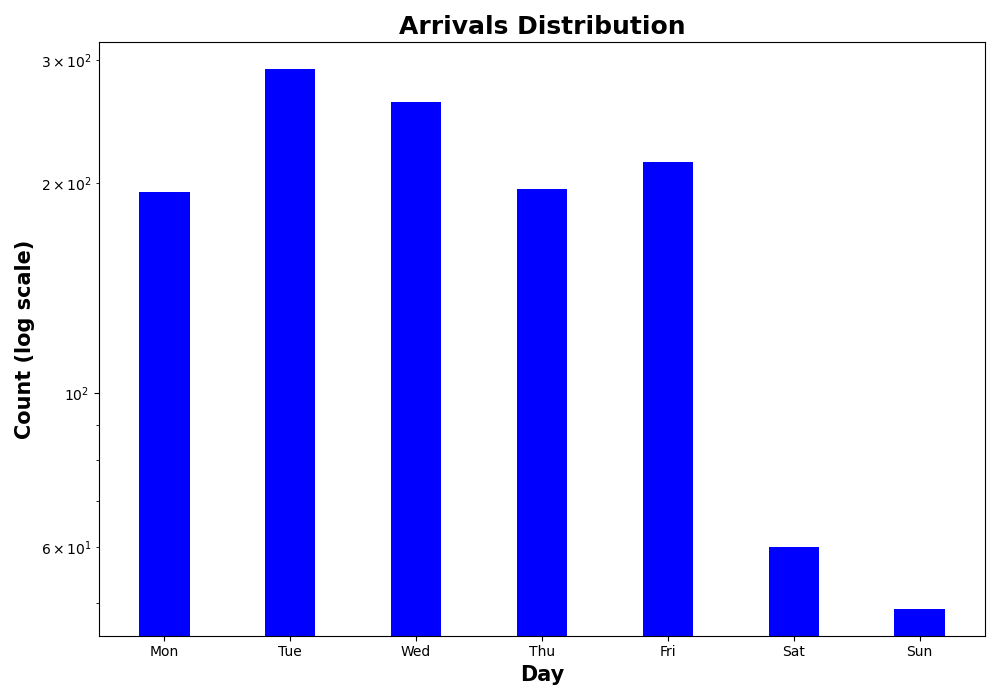 Arrivals Distribution
Count (log scale)
3 × 10²
2 × 10²
10²
6 × 10¹
Mon Tue Wed Thu Fri Sat Sun
Day